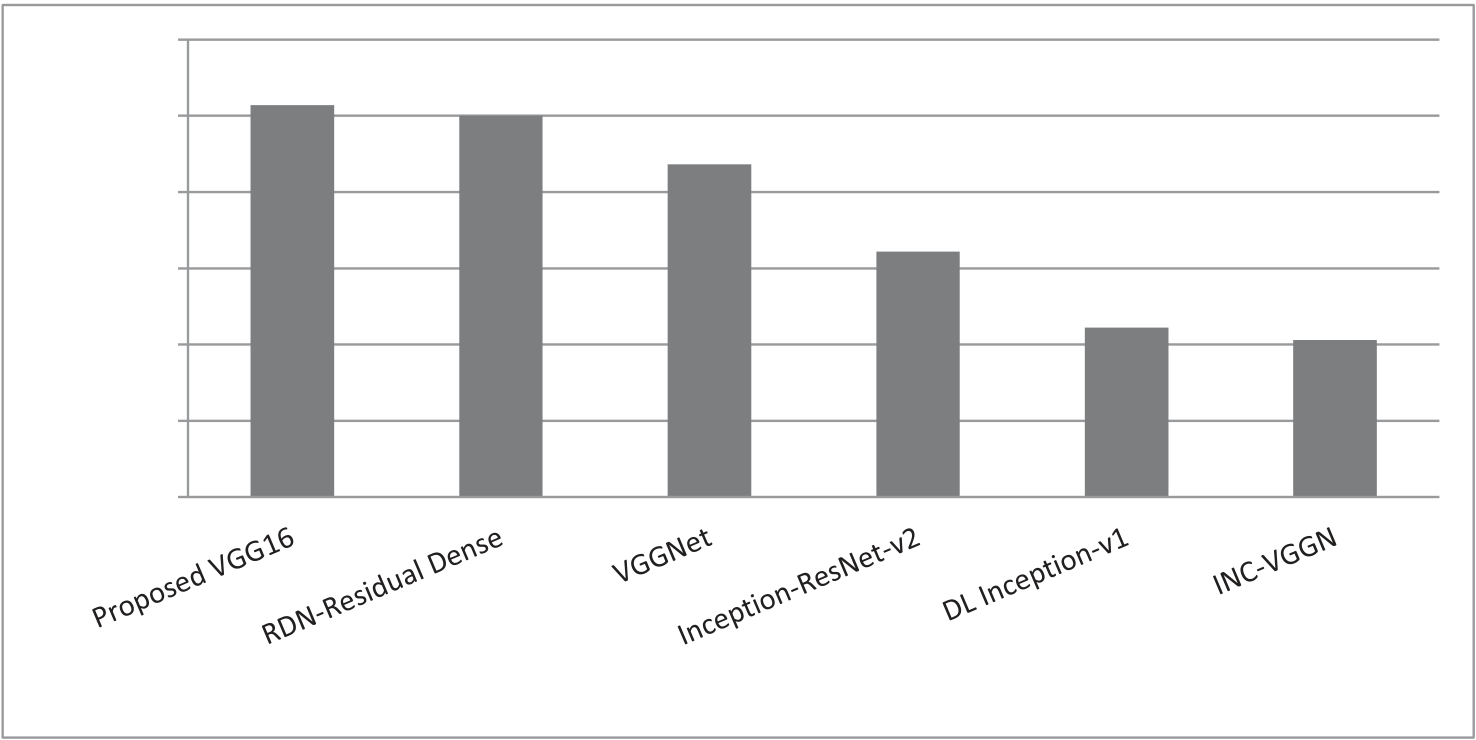 Proposed VGG16
RDN-Residual Dense
VGGNet
Inception-ResNet-v2
DL Inception-v1
INC-VGGN